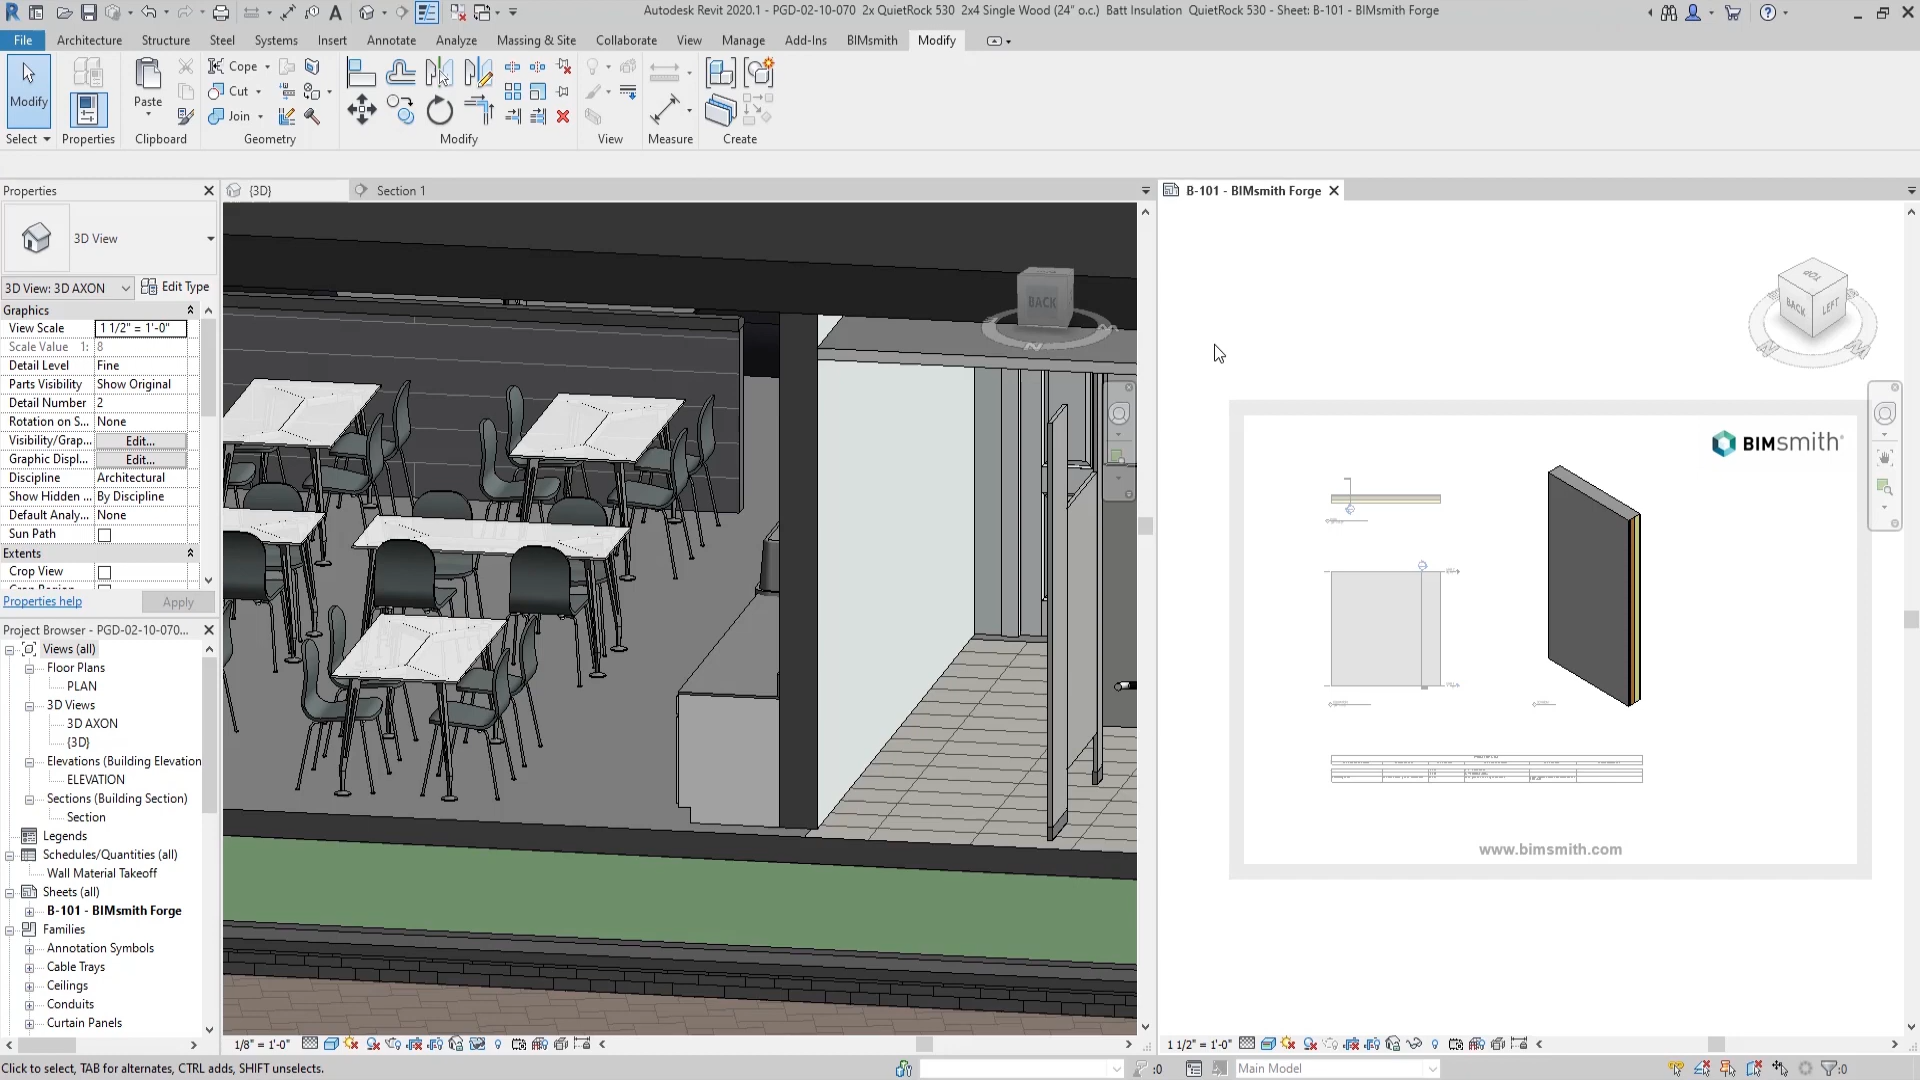 Autodesk Revit 2020.1 - PGD-02-10-070 2x QuietRock 530 2x4 Single Wood (24" o.c.) Batt Insulation QuietRock 530 - Sheet: B-101 - BIMsmith Forge
File Architecture Structure Steel Systems Insert Annotate Analyze Massing & Site Collaborate View Manage Add-Ins BIMsmith Modify
Modify
Paste
Cope
Cut
Join
Select Properties Clipboard Geometry Modify View Measure Create
Properties
{3D}
Section 1
B-101 - BIMsmith Forge
3D View
3D View: 3D AXON
Edit Type
Graphics
View Scale 1 1/2" = 1'-0"
Scale Value 1: 8
Detail Level Fine
Parts Visibility Show Original
Detail Number 2
Rotation on S... None
Visibility/Grap... Edit...
Graphic Displ... Edit...
Discipline Architectural
Show Hidden ... By Discipline
Default Analy... None
Sun Path
Extents
Crop View
Properties help
Apply
Project Browser - PGD-02-10-070...
Views (all)
Floor Plans
PLAN
3D Views
3D AXON
{3D}
Elevations (Building Elevation
ELEVATION
Sections (Building Section)
Section
Legends
Schedules/Quantities (all)
Wall Material Takeoff
Sheets (all)
B-101 - BIMsmith Forge
Families
Annotation Symbols
Cable Trays
Ceilings
Conduits
Curtain Panels
BACK
N
TOP
BACK
LEFT
BIMsmith
www.bimsmith.com
1/8" = 1'-0"
1 1/2" = 1'-0"
Click to select, TAB for alternates, CTRL adds, SHIFT unselects.
:0
Main Model
:0